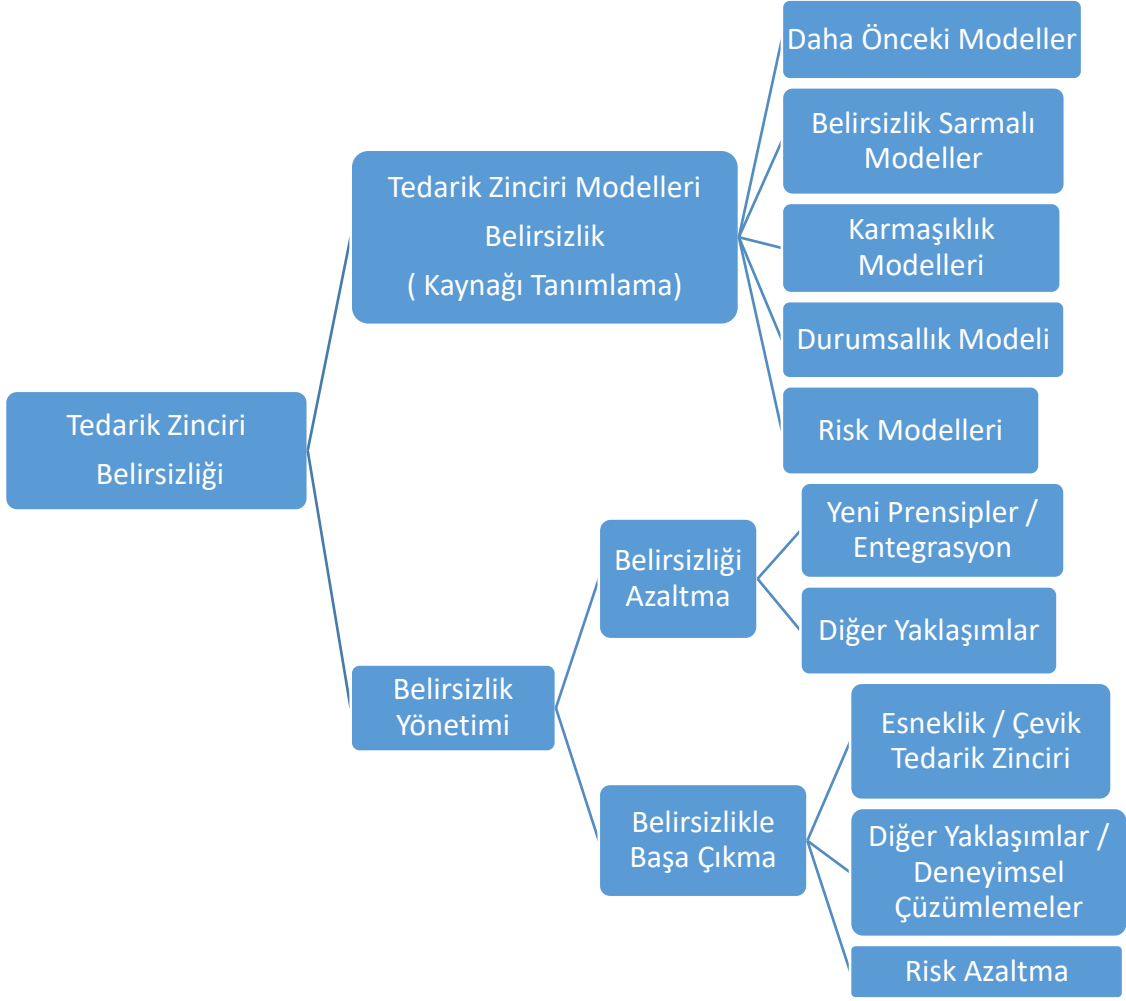 Tedarik Zinciri
Belirsizliği
Tedarik Zinciri Modelleri
Belirsizlik
( Kaynağı Tanımlama)
Daha Önceki Modeller
Belirsizlik Sarmalı
Modeller
Karmaşıklık
Modelleri
Durumsallık Modeli
Risk Modelleri
Belirsizlik
Yönetimi
Belirsizliği
Azaltma
Yeni Prensipler /
Entegrasyon
Diğer Yaklaşımlar
Belirsizlikle
Başa Çıkma
Esneklik / Çevik
Tedarik Zinciri
Diğer Yaklaşımlar /
Deneyimsel
Çüzümlemeler
Risk Azaltma